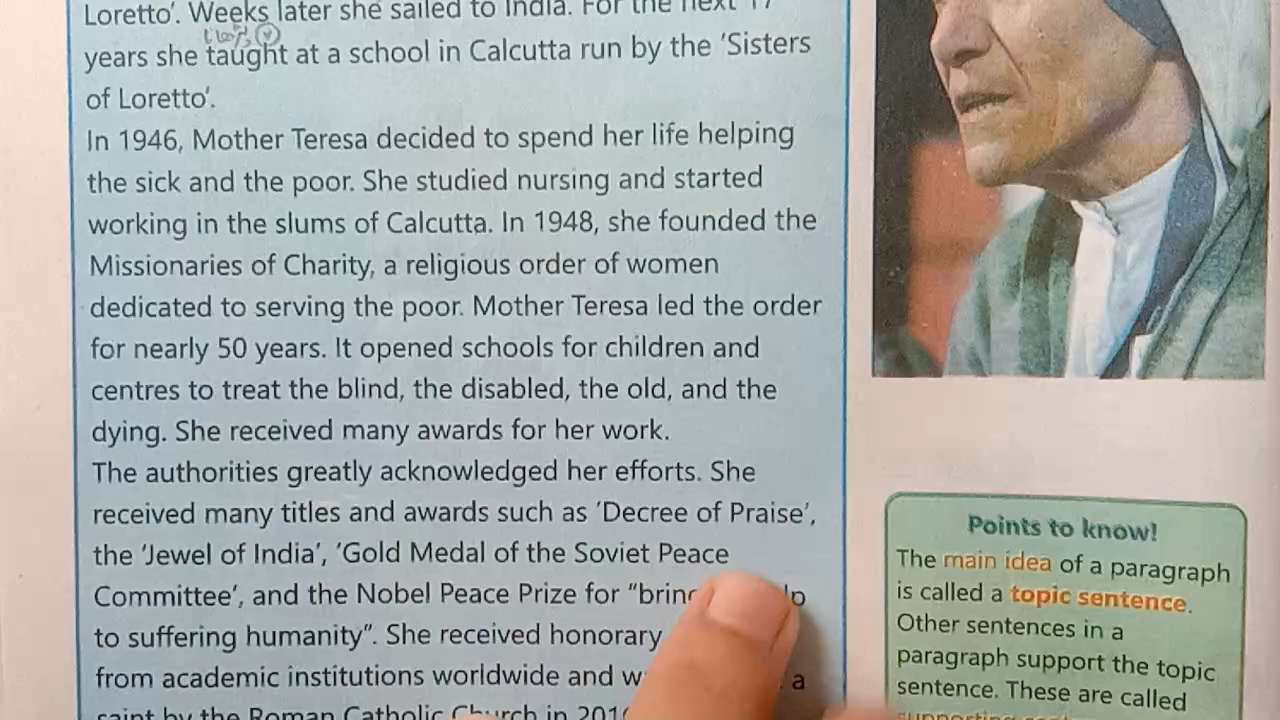 Loretto'. Weeks later she sailed to India. For the next 17
years she taught at a school in Calcutta run by the 'Sisters
of Loretto'.
In 1946, Mother Teresa decided to spend her life helping
the sick and the poor. She studied nursing and started
working in the slums of Calcutta. In 1948, she founded the
Missionaries of Charity, a religious order of women
dedicated to serving the poor. Mother Teresa led the order
for nearly 50 years. It opened schools for children and
centres to treat the blind, the disabled, the old, and the
dying. She received many awards for her work.
The authorities greatly acknowledged her efforts. She
received many titles and awards such as 'Decree of Praise',
the 'Jewel of India', 'Gold Medal of the Soviet Peace
Committee', and the Nobel Peace Prize for
to suffering humanity". She received honorary
from academic institutions worldwide and a
saint by the Roman Catholic Church in
Points to know!
The main idea of a paragraph
is called a topic sentence.
Other sentences in a
paragraph support the topic
sentence. These are called